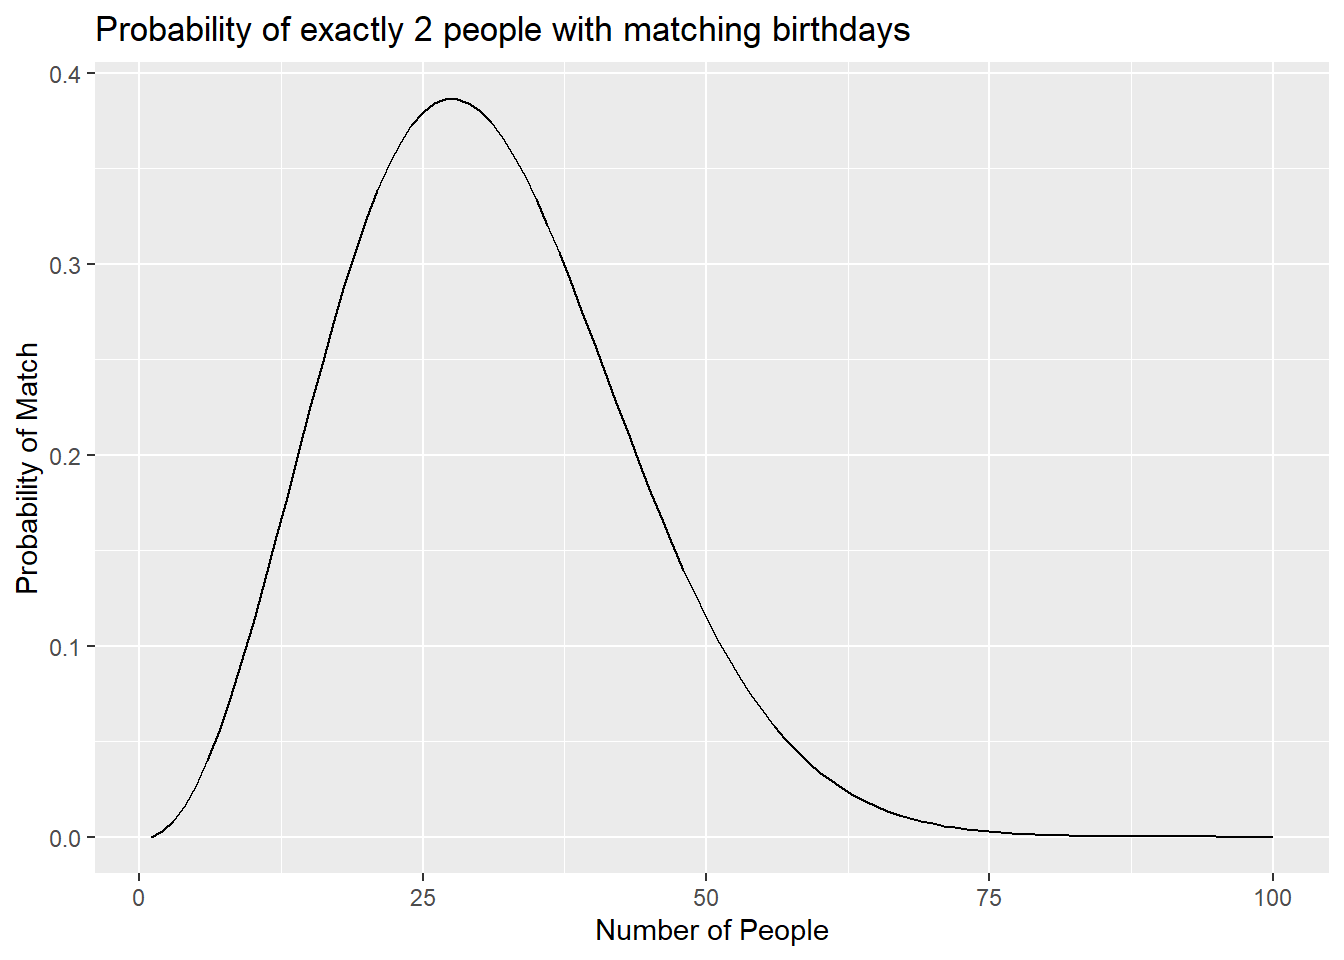 Probability of exactly 2 people with matching birthdays
0.4
0.3
0.2
0.1
0.0
Probability of Match
0 25 50 75 100
Number of People